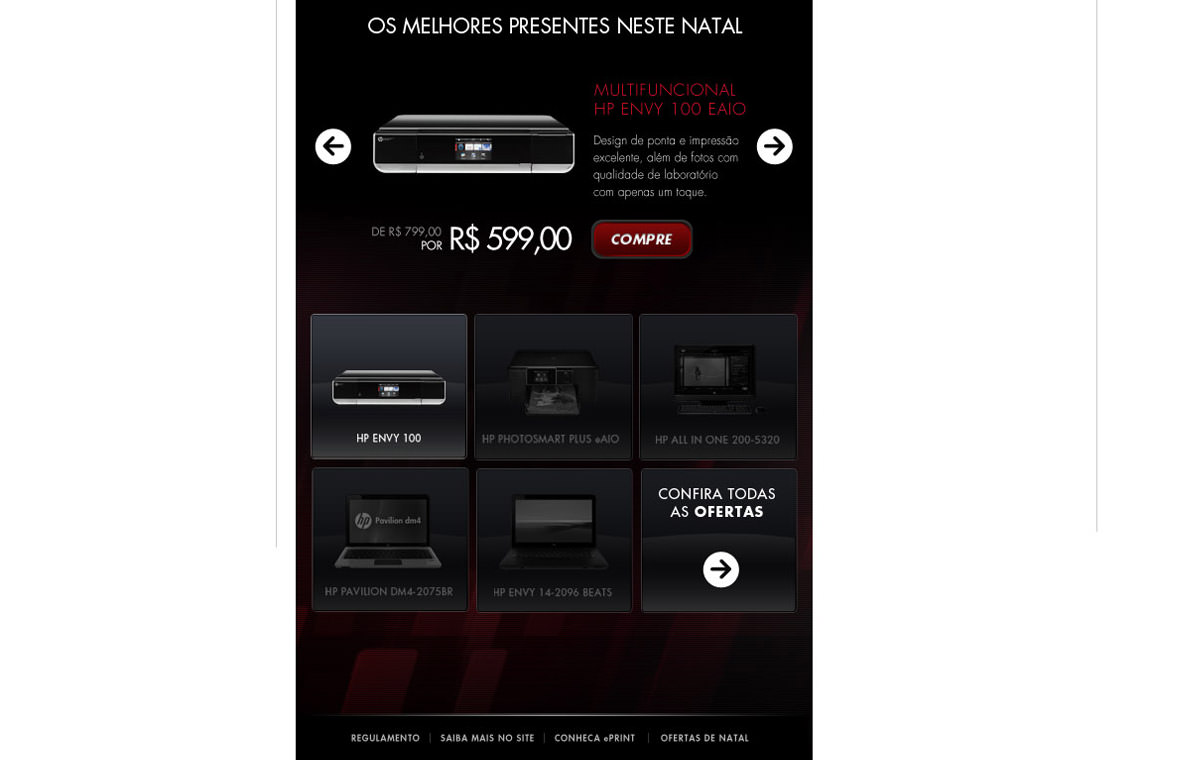 OS MELHORES PRESENTES NESTE NATAL
MULTIFUNCIONAL
HP ENVY 100 EAIO
Design de ponta e impressão
excelente, além de fotos com
qualidade de laboratório
com apenas um toque.
DE R$ 799,00
POR R$ 599,00
COMPRE
HP ENVY 100
HP PHOTOSMART PLUS eAIO
HP ALL IN ONE 200-5320
hp Pavilion dm4
HP PAVILION DM4-2075BR
HP ENVY 14-2096 BEATS
CONFIRA TODAS
AS OFERTAS
REGULAMENTO | SAIBA MAIS NO SITE | CONHECA ePRINT | OFERTAS DE NATAL